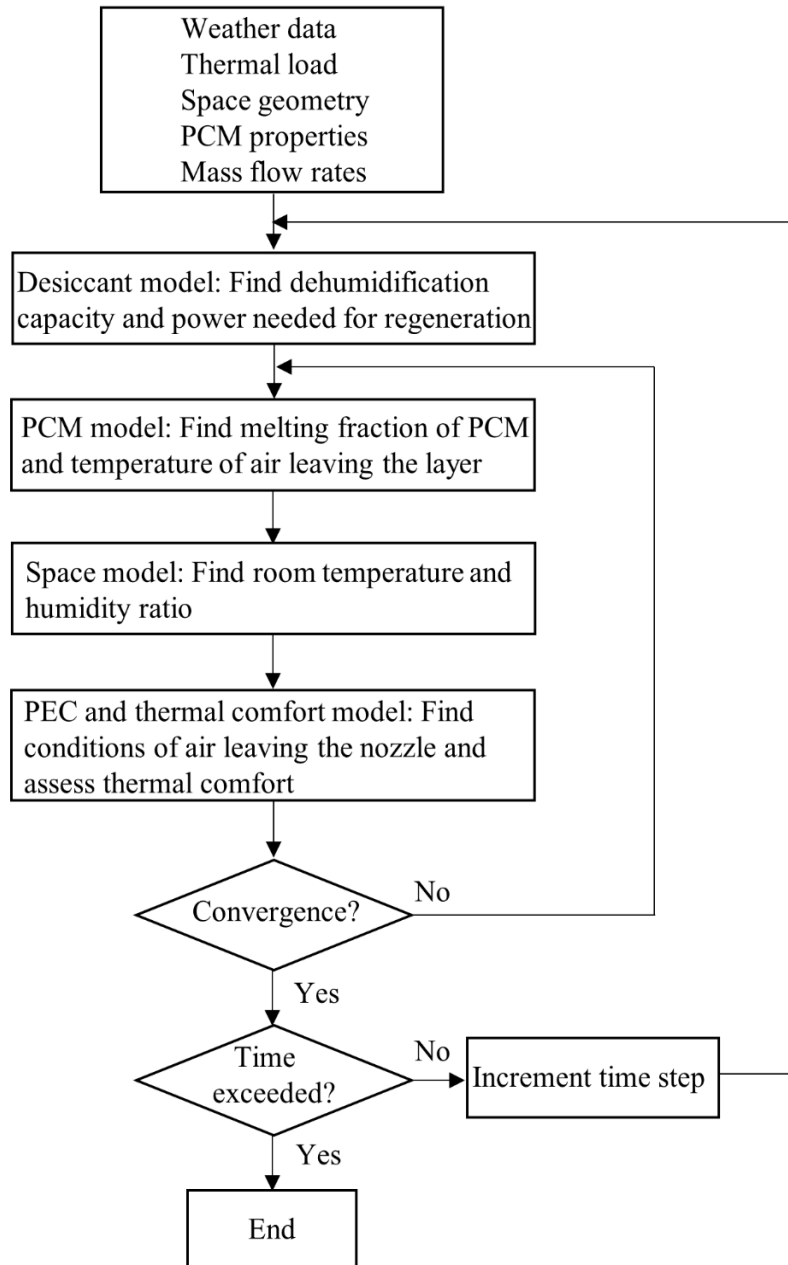 Weather data
Thermal load
Space geometry
PCM properties
Mass flow rates
Desiccant model: Find dehumidification
capacity and power needed for regeneration
PCM model: Find melting fraction of PCM
and temperature of air leaving the layer
Space model: Find room temperature and
humidity ratio
PEC and thermal comfort model: Find
conditions of air leaving the nozzle and
assess thermal comfort
Convergence?
No
Yes
Time
exceeded?
No
Increment time step
Yes
End